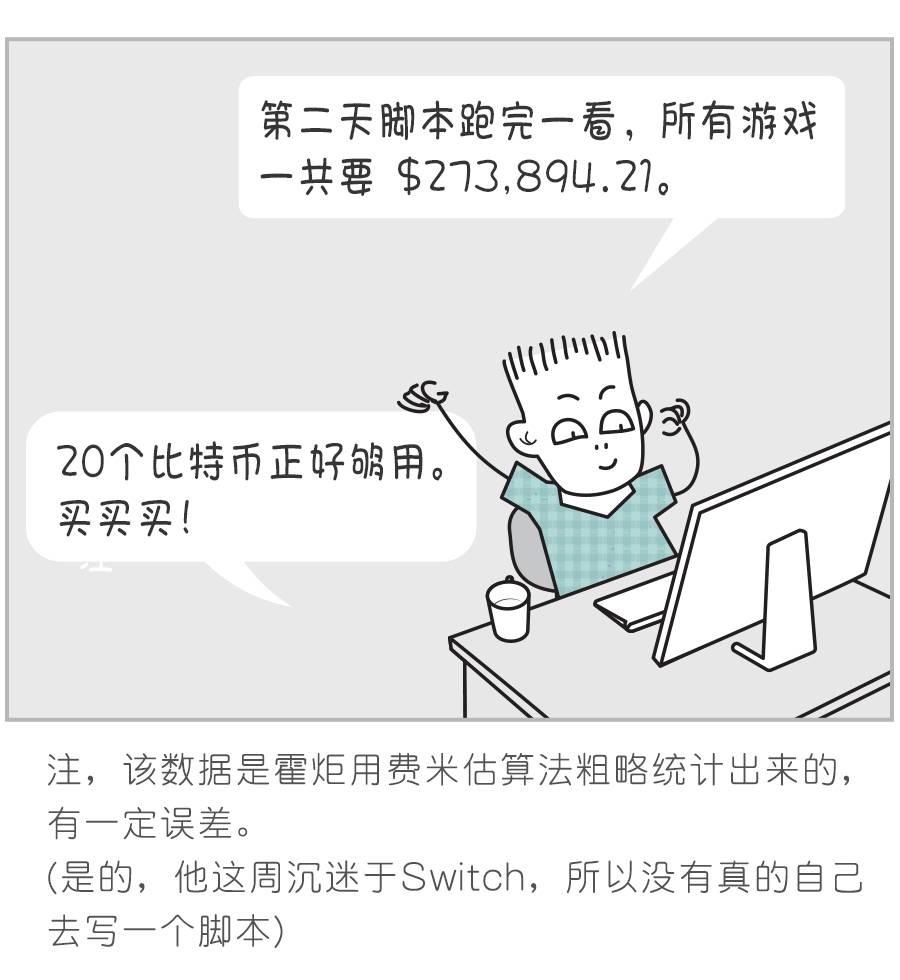 第二天脚本跑完一看，所有游戏
一共要 $273,894.21。
20个比特币正好够用。
买买买！
注
注，该数据是霍炬用费米估算法粗略统计出来的，
有一定误差。
(是的，他这周沉迷于Switch，所以没有真的自己
去写一个脚本)